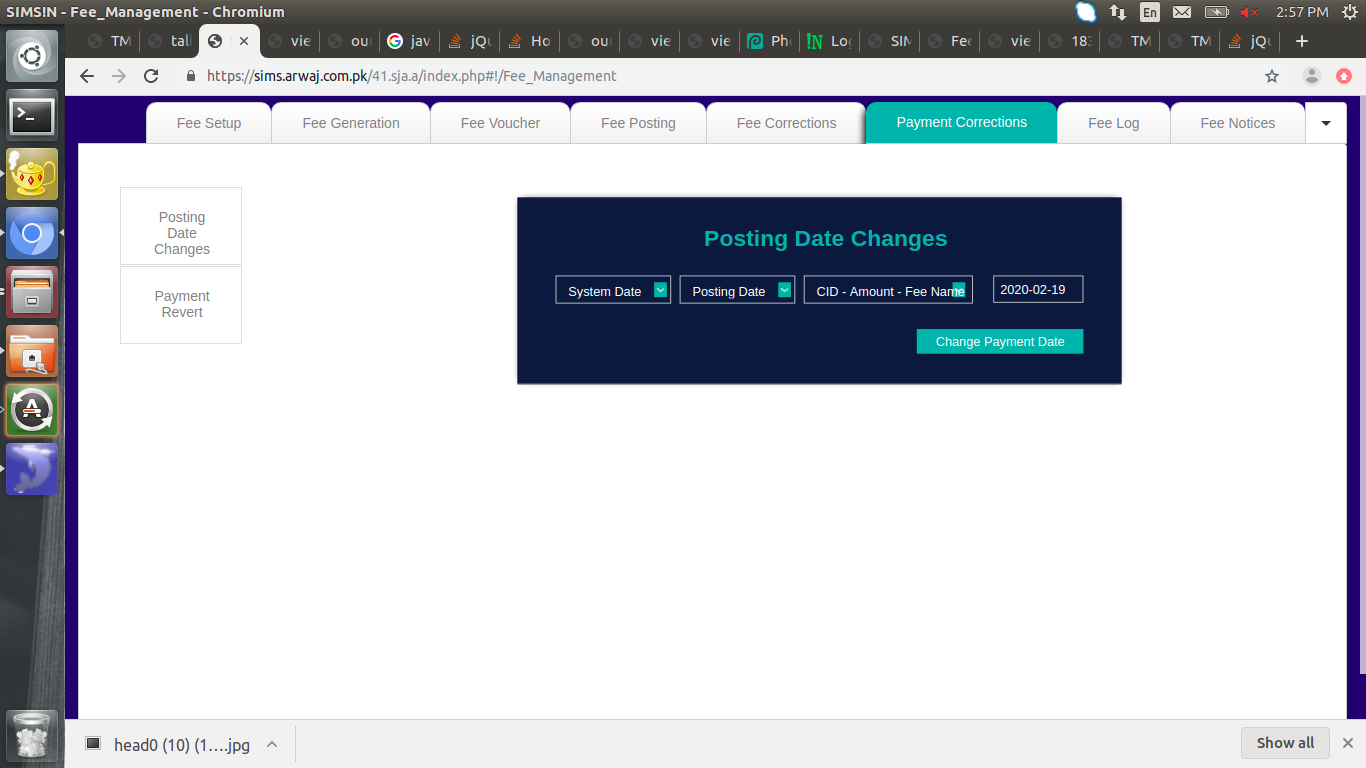 SIMSIN - Fee_Management - Chromium
En
2:57 PM
TM
tal
vie
ou
jav
jQu
Ho
ou
vie
vie
Ph
Lo
SIM
Fe
vie
183
TM
TM
jQu
https://sims.arwaj.com.pk/41.sja.a/index.php#!/Fee_Management
Fee Setup
Fee Generation
Fee Voucher
Fee Posting
Fee Corrections
Payment Corrections
Fee Log
Fee Notices
Posting
Date
Changes
Payment
Revert
Posting Date Changes
System Date
Posting Date
CID - Amount - Fee Name
2020-02-19
Change Payment Date
head0 (10) (1….jpg
Show all